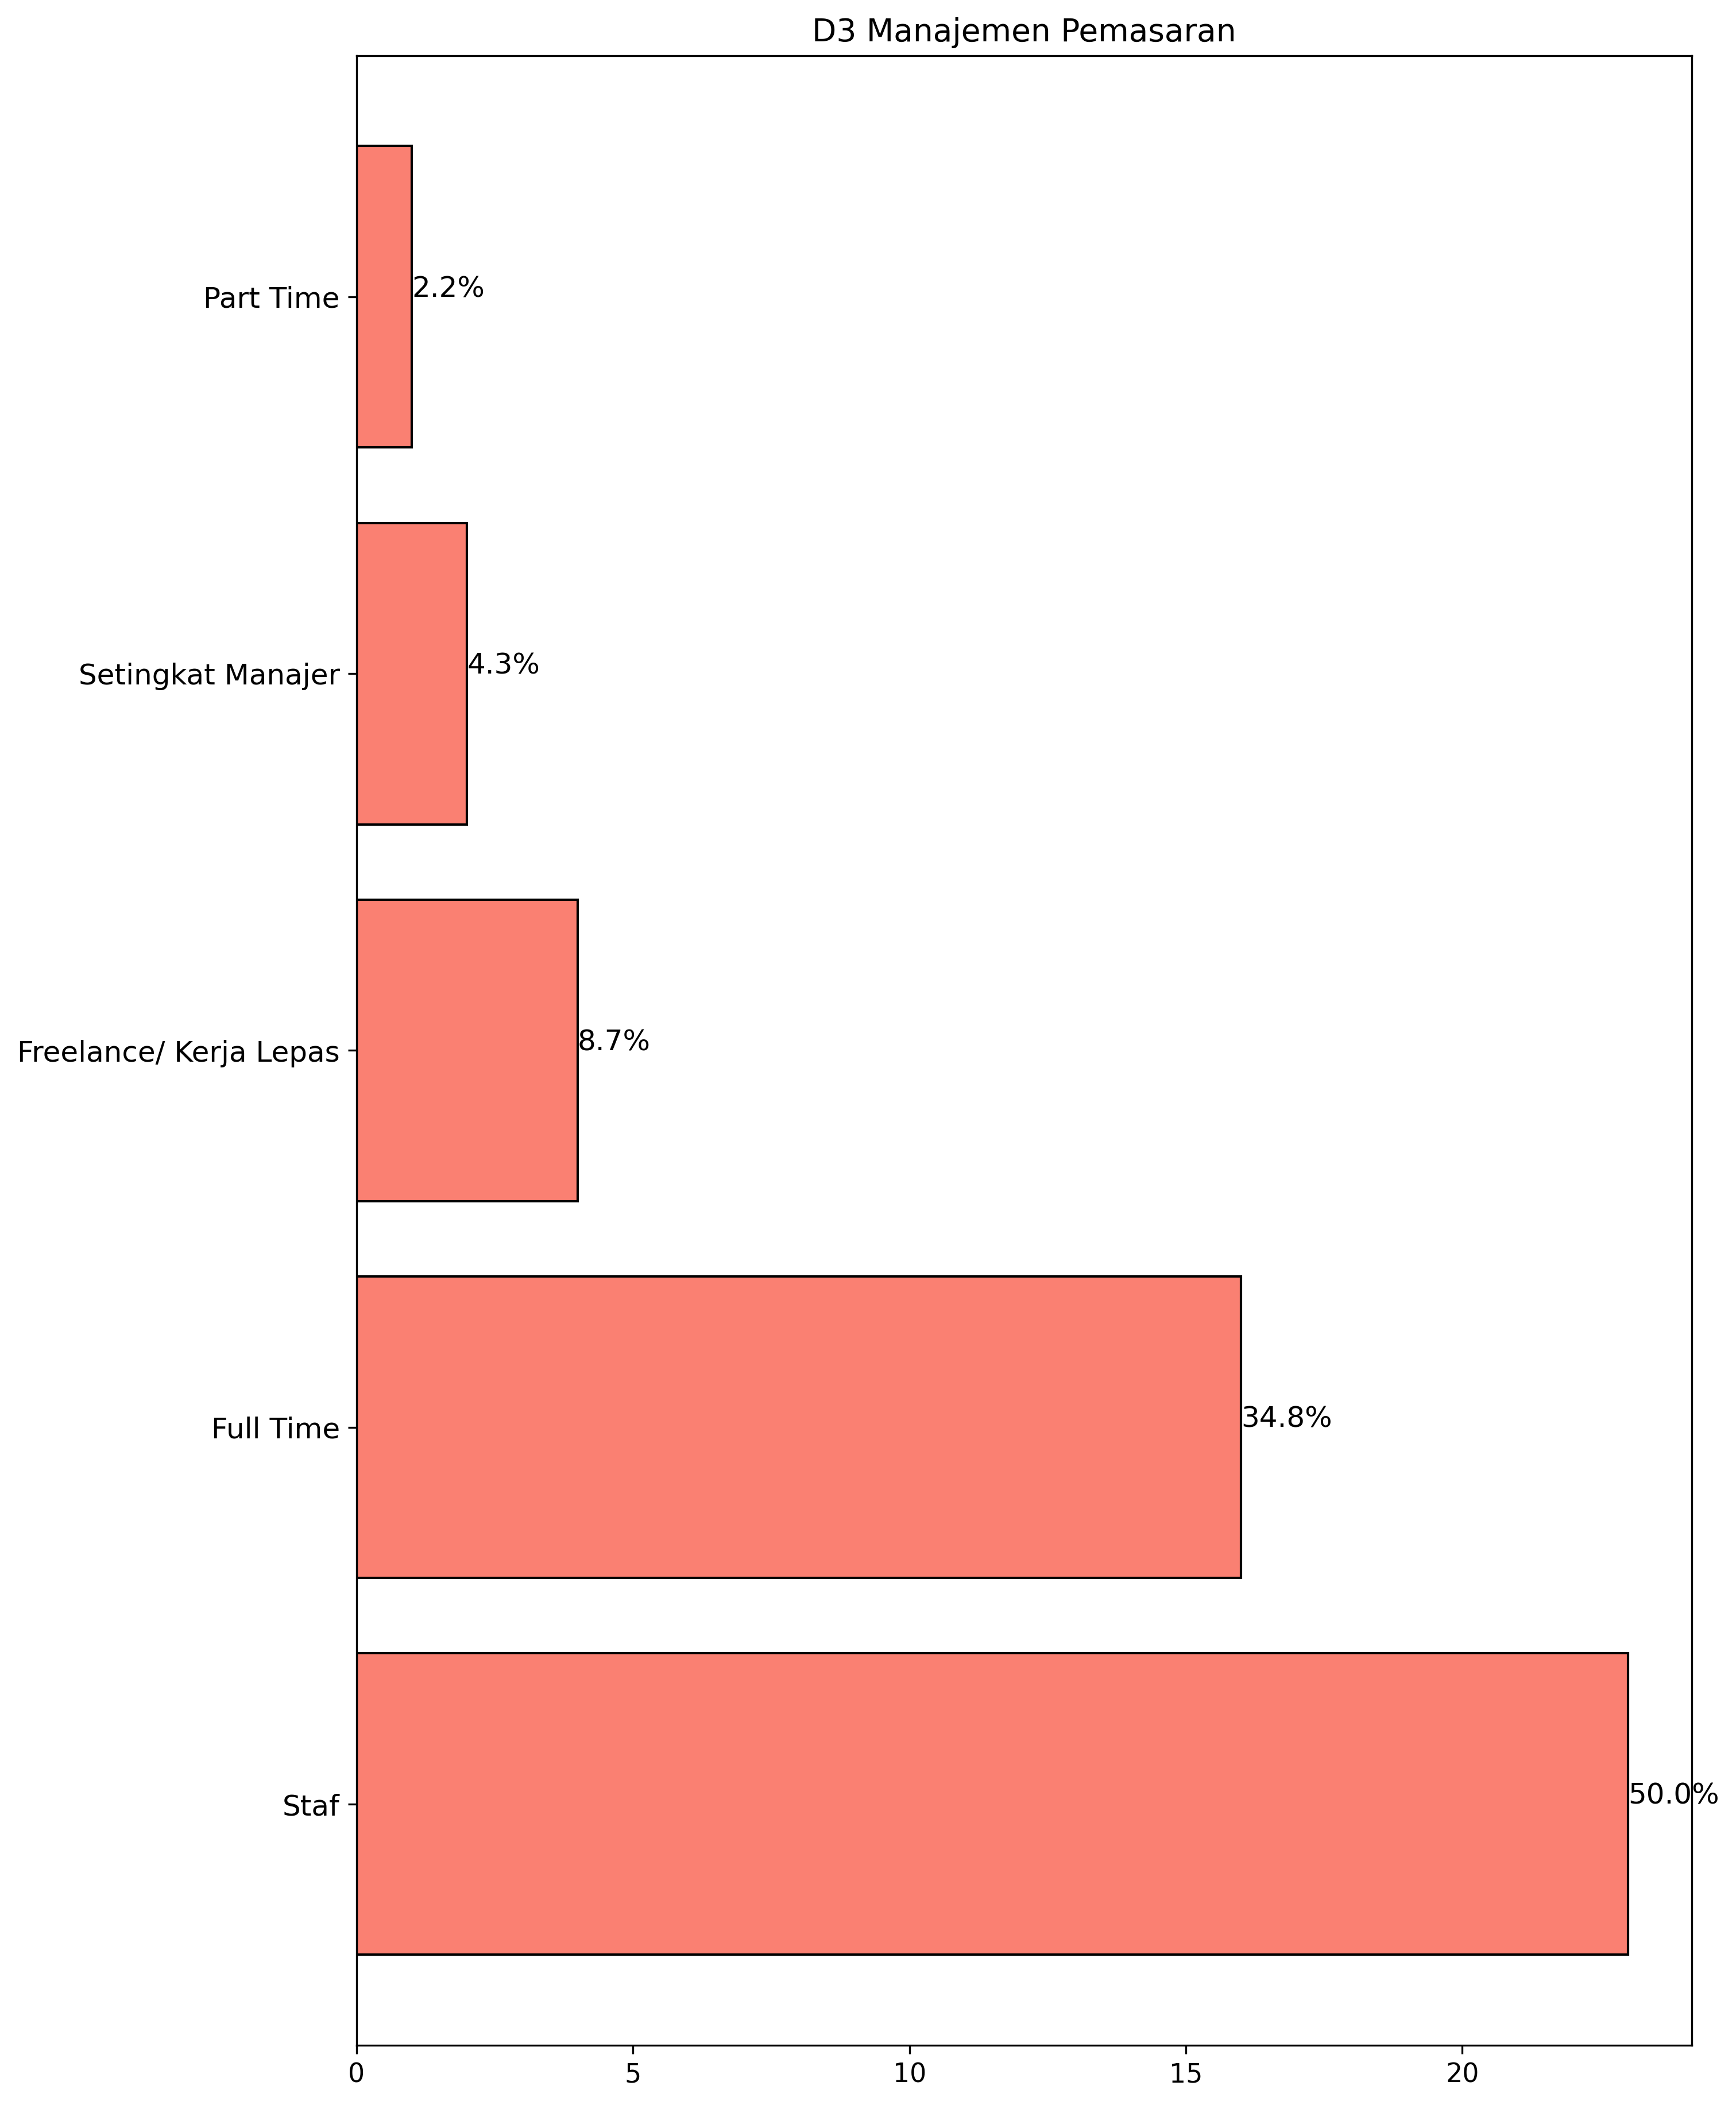 D3 Manajemen Pemasaran
Part Time
2.2%
Setingkat Manajer
4.3%
Freelance/ Kerja Lepas
8.7%
Full Time
34.8%
Staf
50.0%
0 5 10 15 20